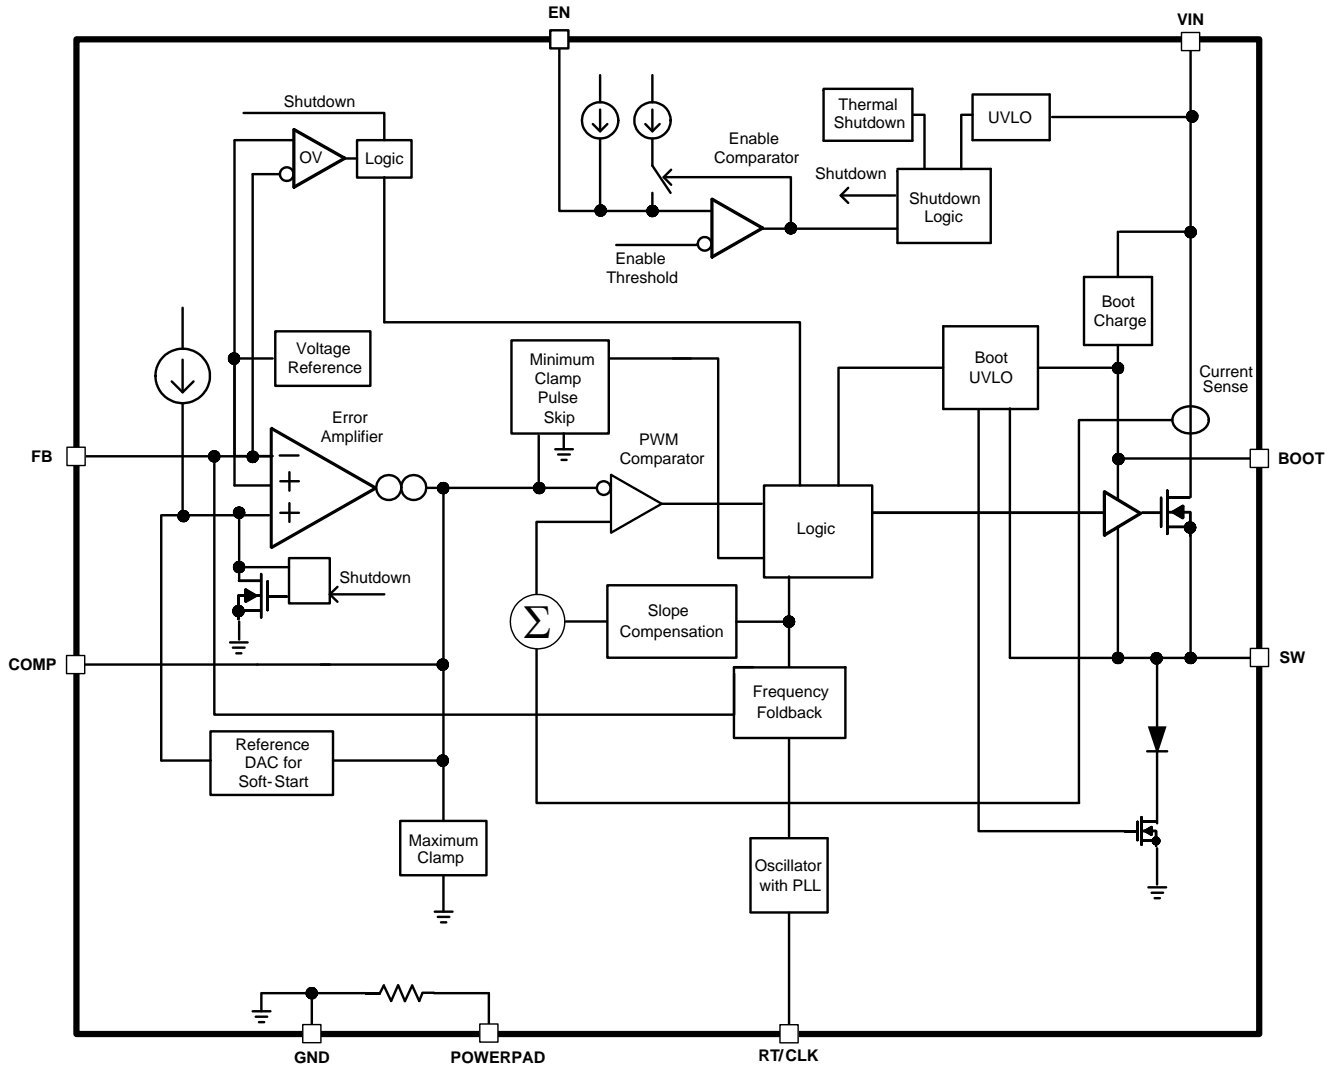 EN
VIN
Shutdown
OV
Logic
Enable
Comparator
Thermal
Shutdown
UVLO
Shutdown
Shutdown
Logic
Enable
Threshold
Voltage
Reference
Minimum
Clamp
Pulse
Skip
Boot
UVLO
Boot
Charge
Current
Sense
Error
Amplifier
PWM
Comparator
FB
BOOT
Logic
Shutdown
Σ
Slope
Compensation
COMP
SW
Frequency
Foldback
Reference
DAC for
Soft-Start
Maximum
Clamp
Oscillator
with PLL
GND
POWERPAD
RT/CLK